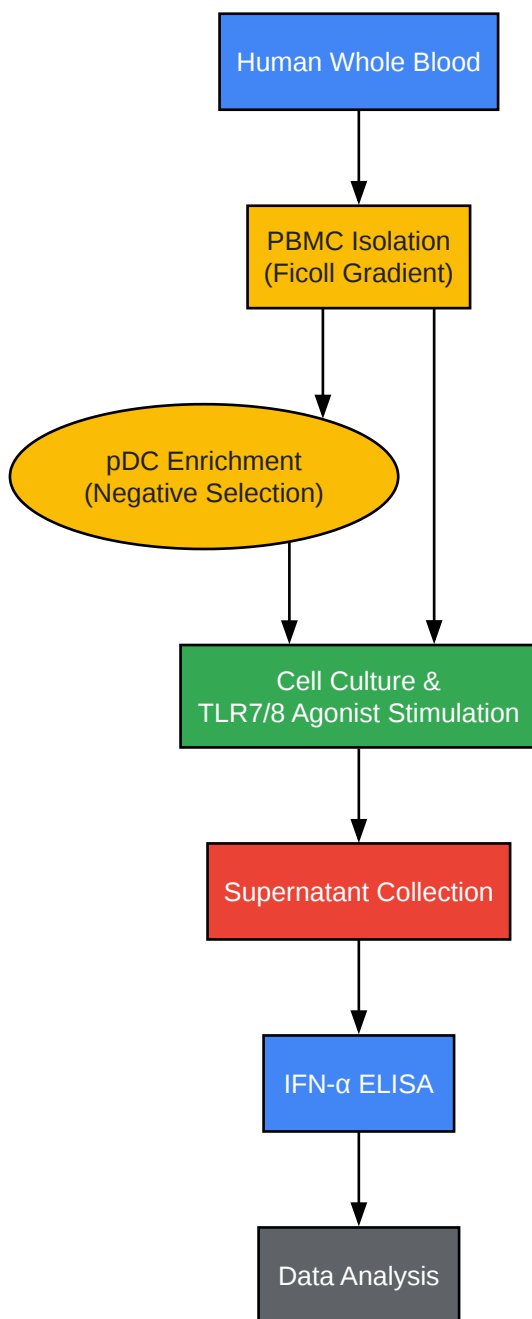 Human Whole Blood
PBMC Isolation
(Ficoll Gradient)
pDC Enrichment
(Negative Selection)
Cell Culture &
TLR7/8 Agonist Stimulation
Supernatant Collection
IFN-α ELISA
Data Analysis